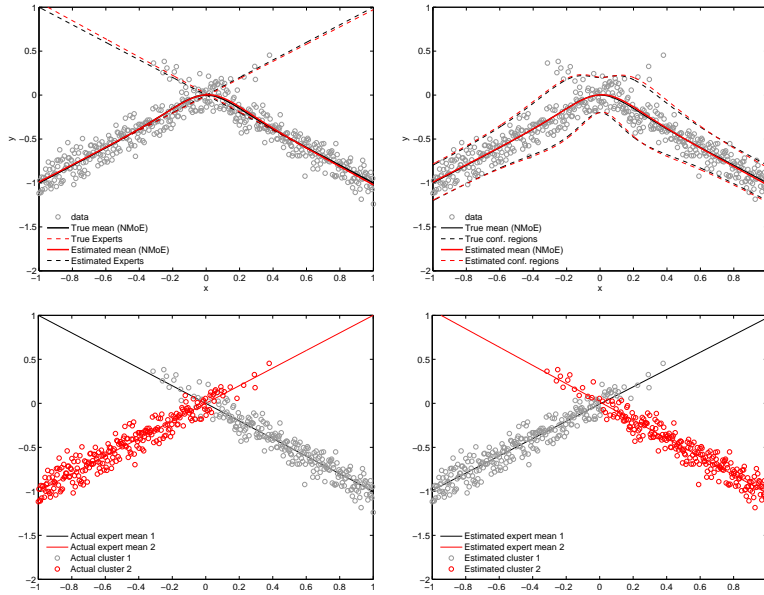 1
0.5
0
−0.5
−1
−1.5
−2
y
−1 −0.8 −0.6 −0.4 −0.2 0 0.2 0.4 0.6 0.8 1
x
data
True mean (NMoE)
True Experts
Estimated mean (NMoE)
Estimated Experts
1
0.5
0
−0.5
−1
−1.5
−2
y
−1 −0.8 −0.6 −0.4 −0.2 0 0.2 0.4 0.6 0.8 1
x
data
True mean (NMoE)
True conf. regions
Estimated mean (NMoE)
Estimated conf. regions
1
0.5
0
−0.5
−1
−1.5
−2
−1 −0.8 −0.6 −0.4 −0.2 0 0.2 0.4 0.6 0.8 1
Actual expert mean 1
Actual expert mean 2
Actual cluster 1
Actual cluster 2
1
0.5
0
−0.5
−1
−1.5
−2
−1 −0.8 −0.6 −0.4 −0.2 0 0.2 0.4 0.6 0.8 1
Estimated expert mean 1
Estimated expert mean 2
Estimated cluster 1
Estimated cluster 2